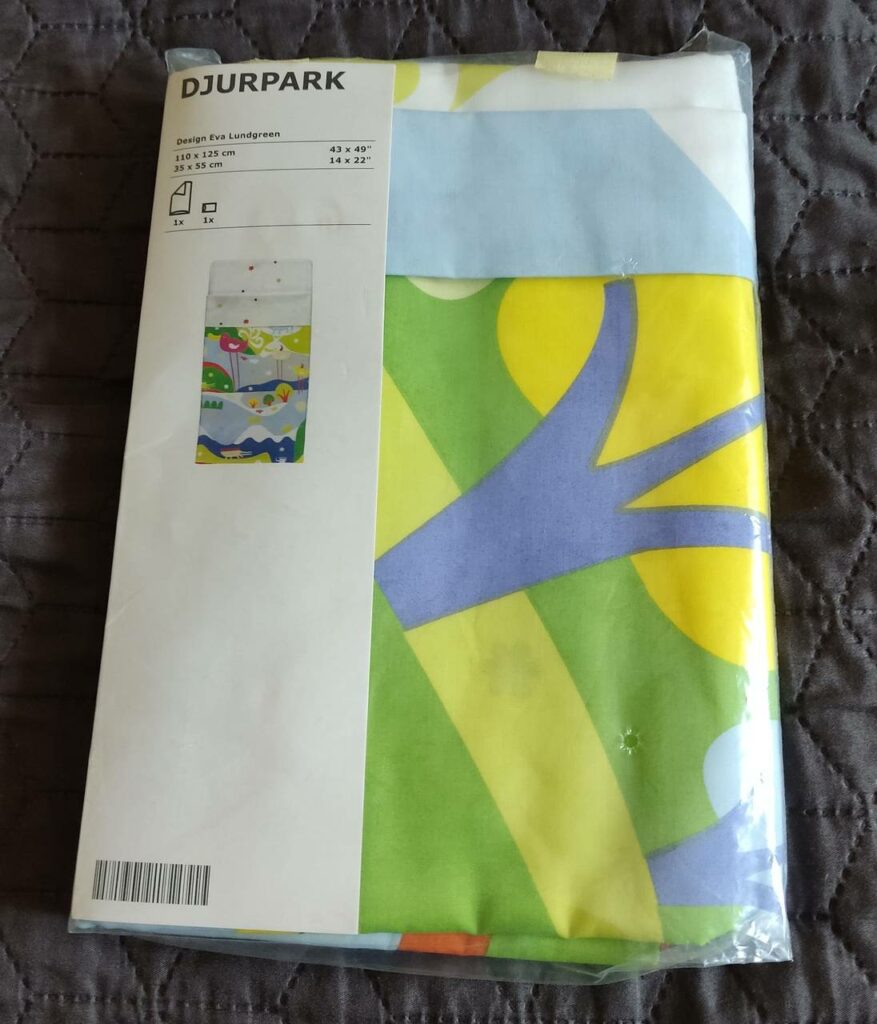 DJURPARK
Design Eva Lundgreen
110 x 125 cm 43 x 49"
35 x 55 cm 14 x 22"
1x 1x